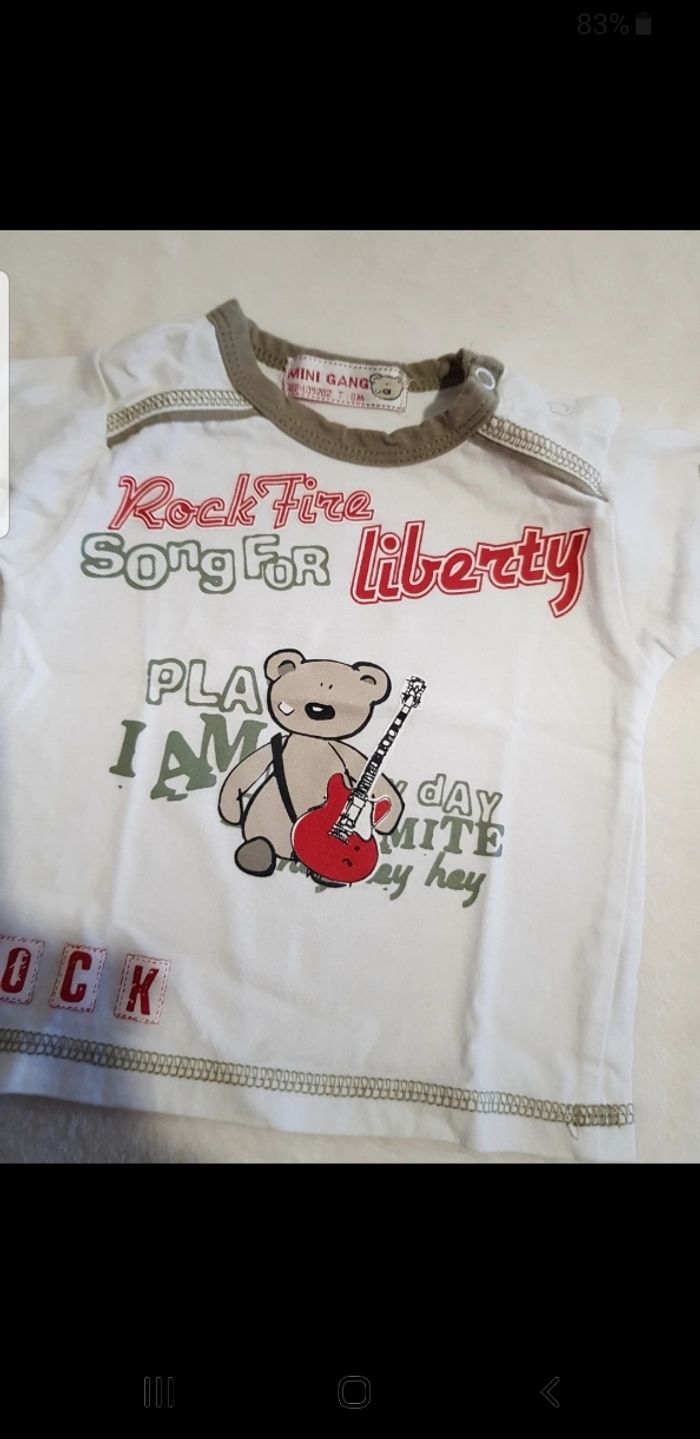 83%
MINI GANG
Rock Fire
Song FOR liberty
PLA
I AM
dAY
MITE
ey hey
OCK